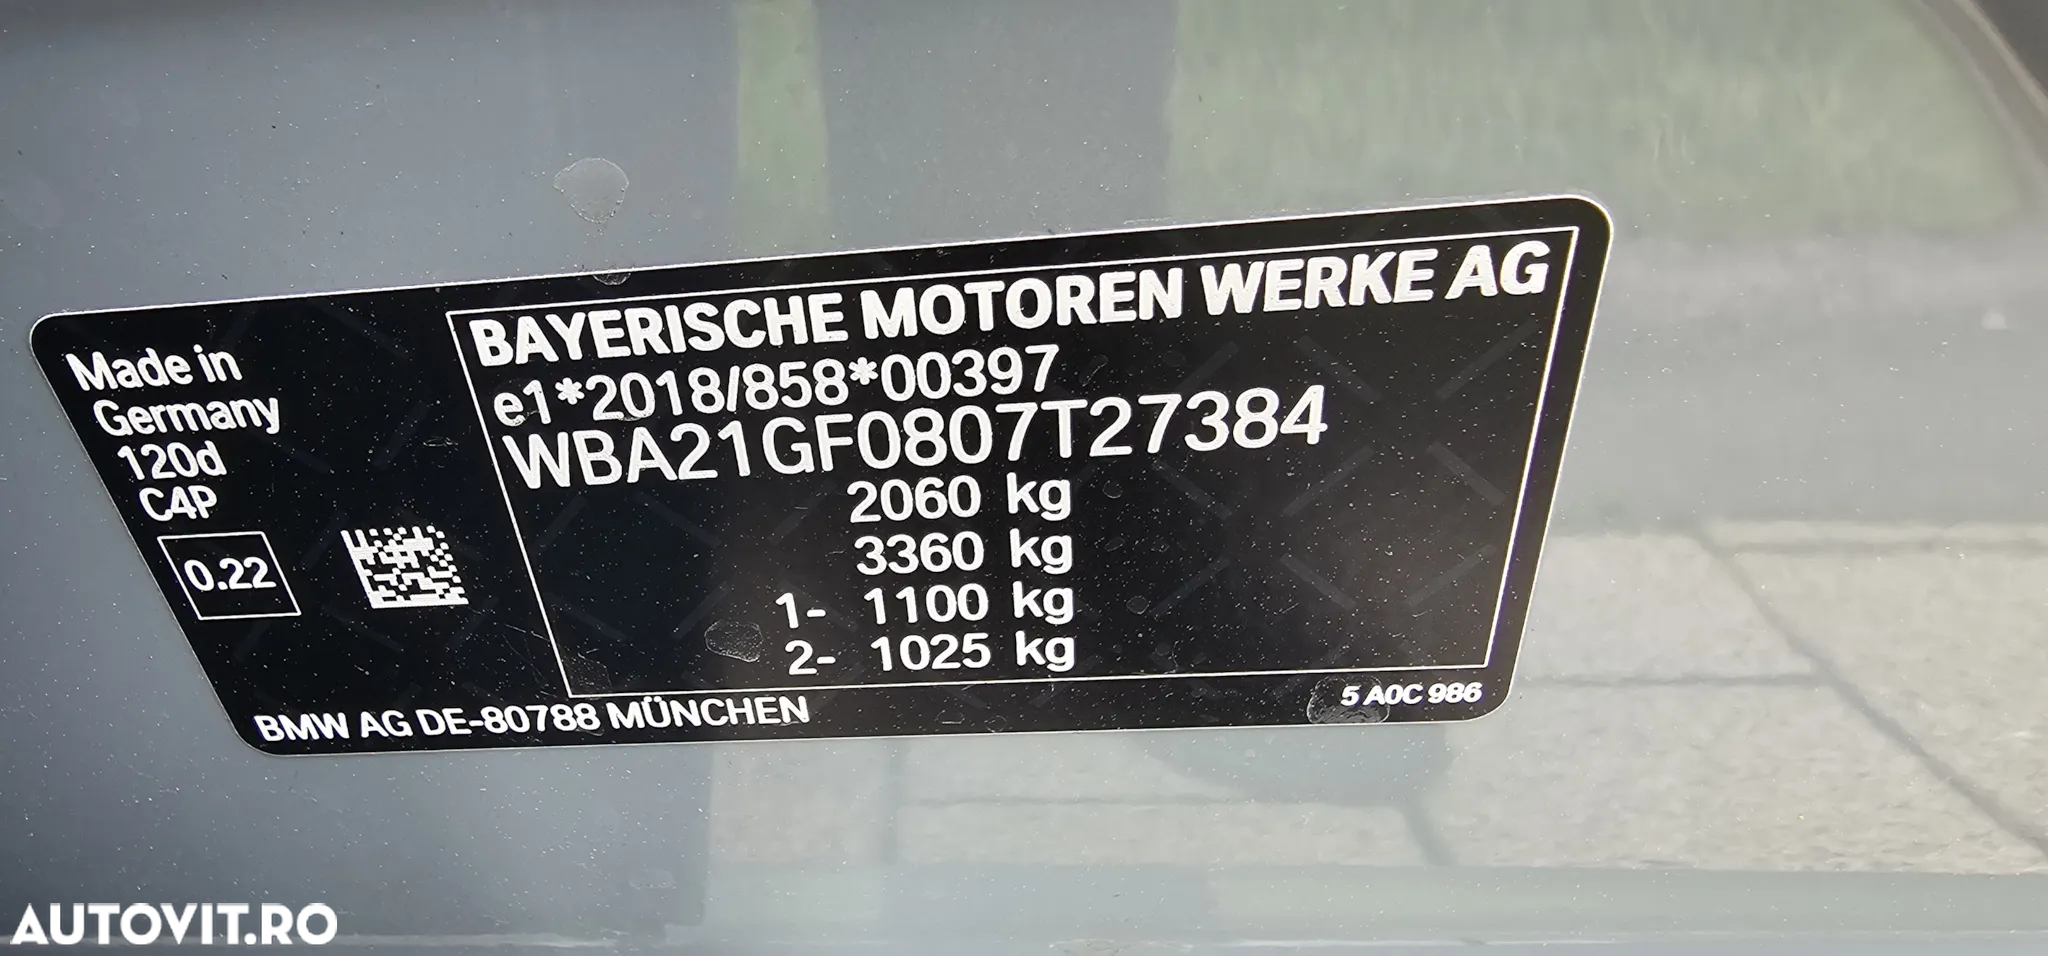 BAYERISCHE MOTOREN WERKE AG
e1*2018/858*00397
WBA21GF0807T27384
2060 kg
3360 kg
1- 1100 kg
2- 1025 kg
Made in
Germany
120d
C4P
0.22
BMW AG DE-80788 MÜNCHEN
5 A0C 986
AUTOVIT.RO